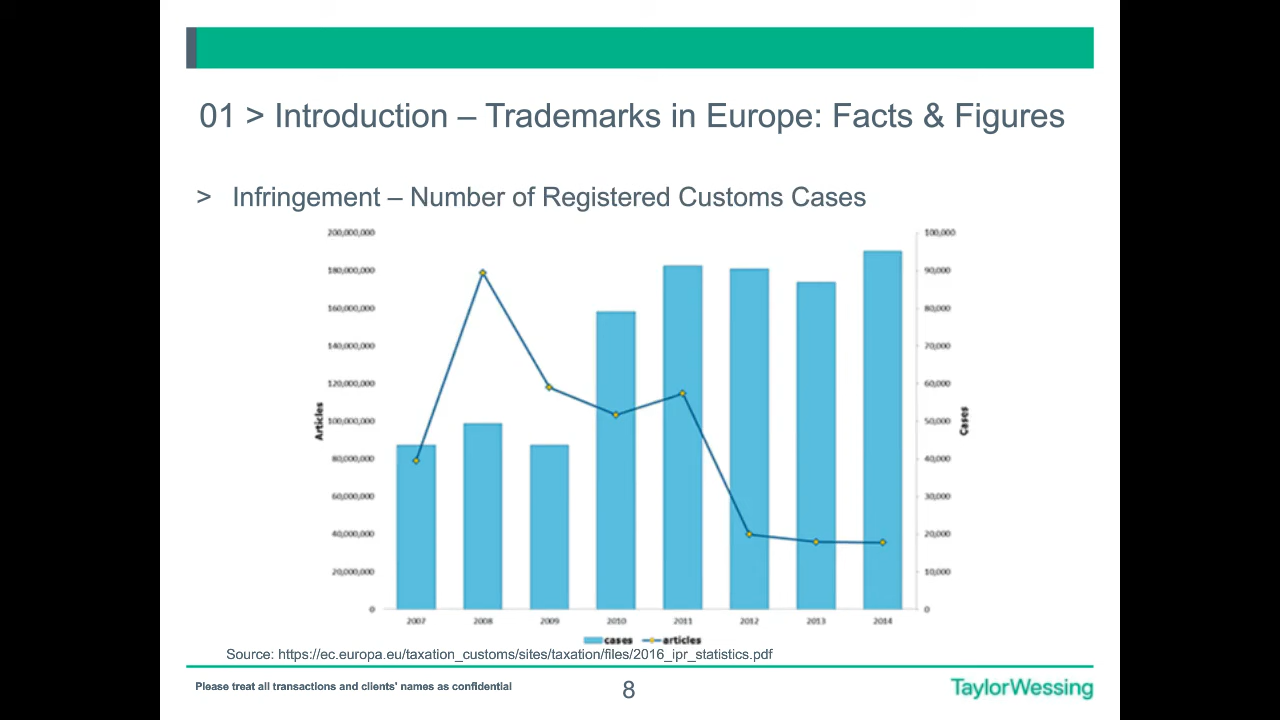 01 > Introduction – Trademarks in Europe: Facts & Figures
> Infringement – Number of Registered Customs Cases
200,000,000
180,000,000
160,000,000
140,000,000
120,000,000
100,000,000
80,000,000
60,000,000
40,000,000
20,000,000
0
Articles
100,000
90,000
80,000
70,000
60,000
50,000
40,000
30,000
20,000
10,000
0
Cases
2007 2008 2009 2010 2011 2012 2013 2014
cases articles
Source: https://ec.europa.eu/taxation_customs/sites/taxation/files/2016_ipr_statistics.pdf
Please treat all transactions and clients' names as confidential
8
TaylorWessing